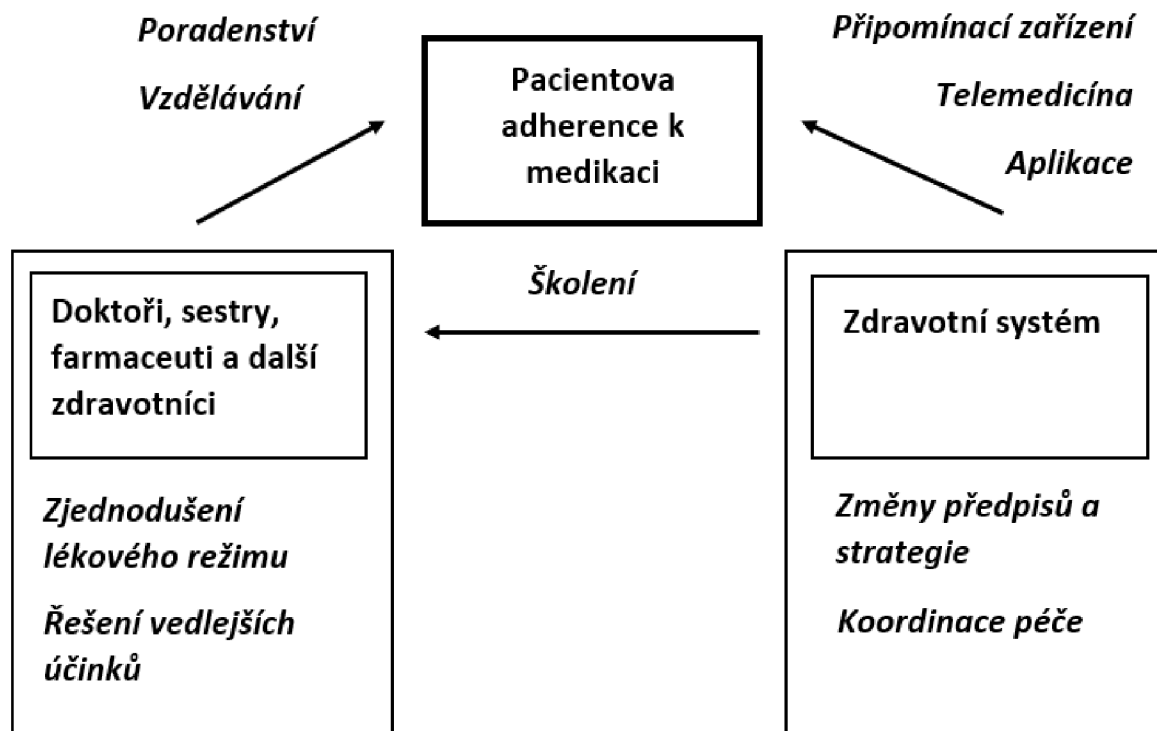 Poradenství
Vzdělávání
Pacientova
adherence k
medikaci
Připomínací zařízení
Telemedicína
Aplikace
Školení
Doktoři, sestry,
farmaceuti a další
zdravotníci
Zjednodušení
lékového režimu
Řešení vedlejších
účinků
Zdravotní systém
Změny předpisů a
strategie
Koordinace péče